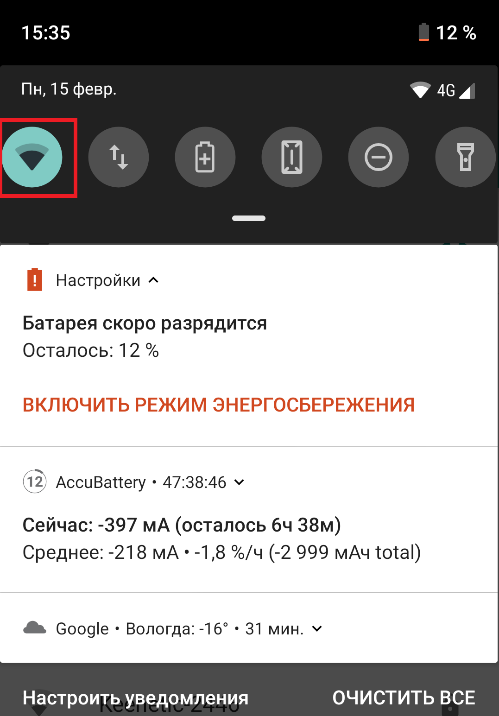 15:35
12 %
Пн, 15 февр.
4G
Настройки
Батарея скоро разрядится
Осталось: 12 %
ВКЛЮЧИТЬ РЕЖИМ ЭНЕРГОСБЕРЕЖЕНИЯ
12
AccuBattery • 47:38:46
Сейчас: -397 мА (осталось 6ч 38м)
Среднее: -218 мА • -1,8 %/ч (-2 999 мАч total)
Google • Вологда: -16° • 31 мин.
Настроить уведомления
ОЧИСТИТЬ ВСЕ